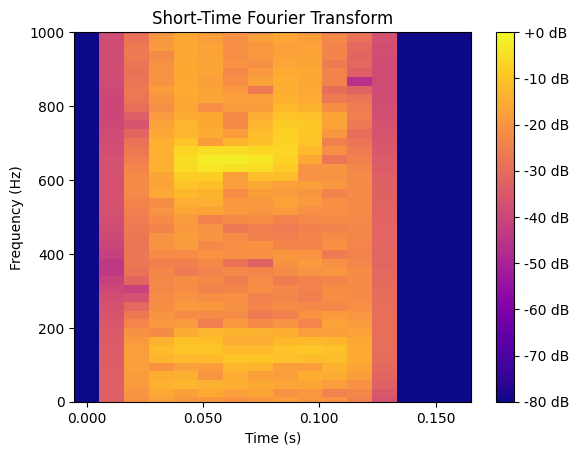 Short-Time Fourier Transform
Frequency (Hz)
1000
800
600
400
200
0
0.000
0.050
0.100
0.150
Time (s)
+0 dB
-10 dB
-20 dB
-30 dB
-40 dB
-50 dB
-60 dB
-70 dB
-80 dB